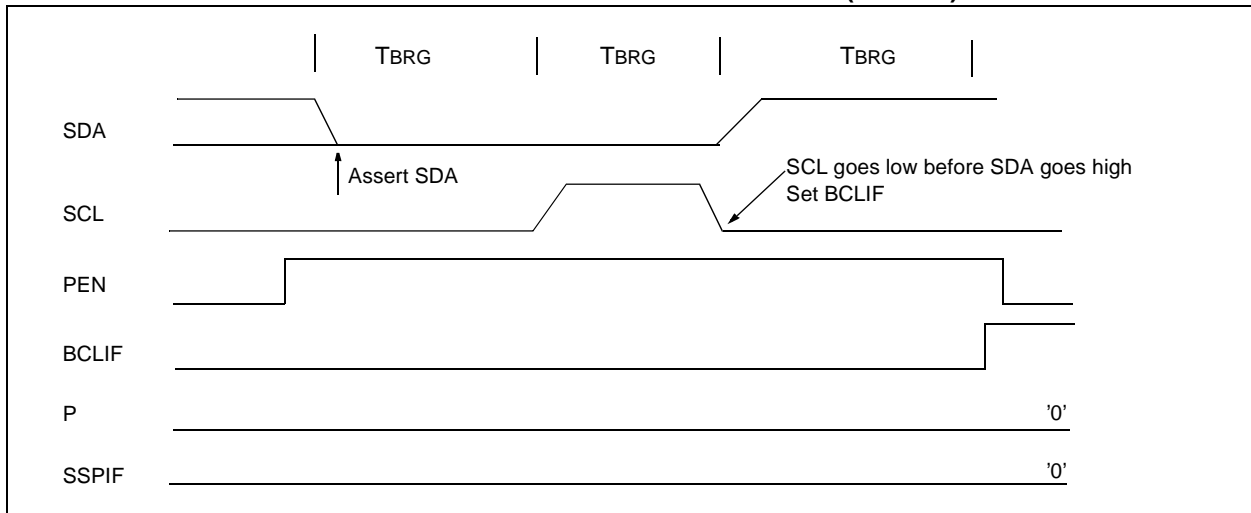 TBRG TBRG TBRG
SDA
Assert SDA
SCL goes low before SDA goes high
Set BCLIF
SCL
PEN
BCLIF
P
'0'
SSPIF
'0'